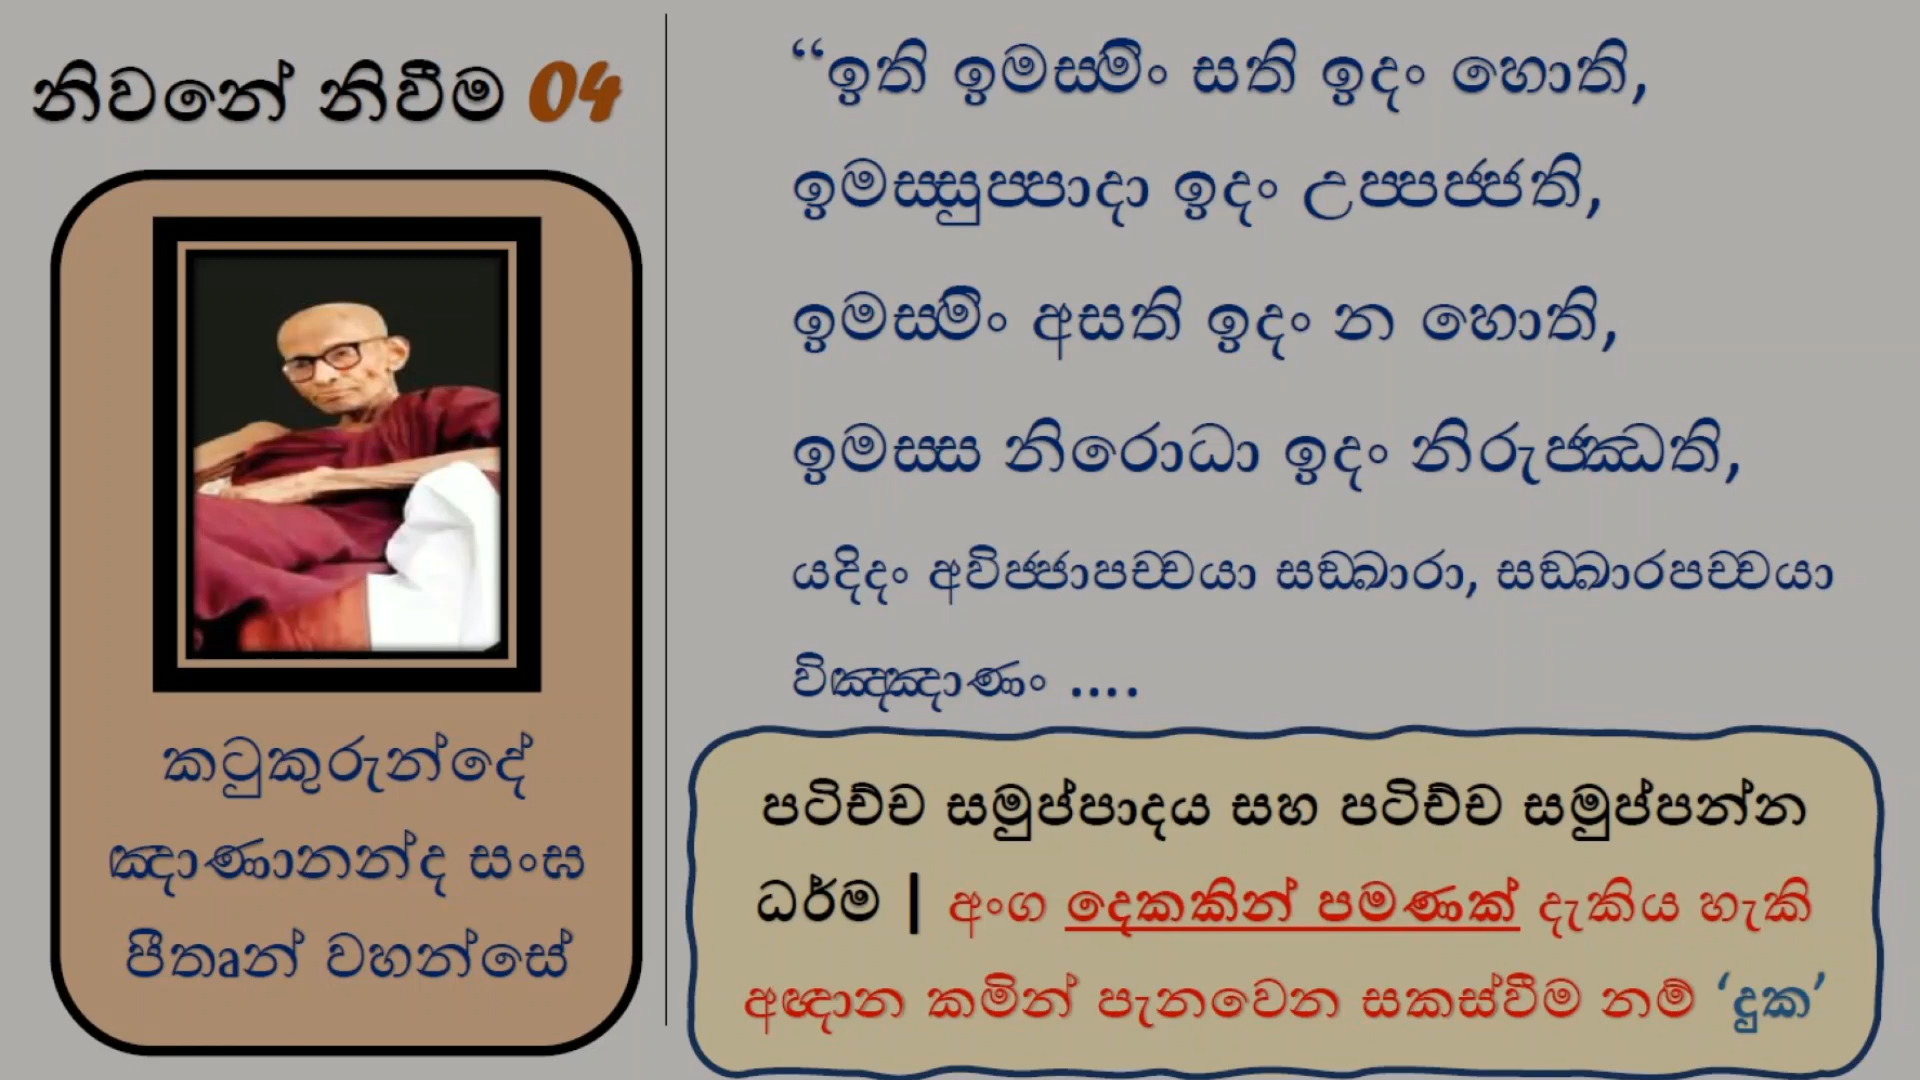 නිවනේ නිවීම 04
කටුකුරුන්දේ
ඤාණානන්ද සංඝ
පීතෘන් වහන්සේ
“ඉති ඉමස්මිං සති ඉදං හොති,
ඉමස්සුප්පාදා ඉදං උප්පජ්ජති,
ඉමස්මිං අසති ඉදං න හොති,
ඉමස්ස නිරොධා ඉදං නිරුජ්ඣති,
යදිදං අවිජ්ජාපච්චයා සඞ්ඛාරා, සඞ්ඛාරපච්චයා
විඤ්ඤාණං ....
පටිච්ච සමුප්පාදය සහ පටිච්ච සමුප්පන්න
ධර්ම | අංග දෙකකින් පමණක් දැකිය හැකි
අඥාන කමින් පැනවෙන සකස්වීම නම් ‘දුක’